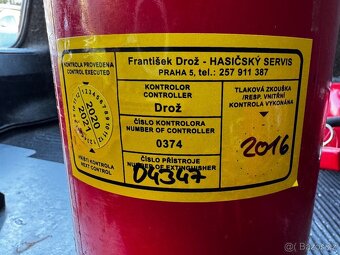 KONTROLA PROVEDENA
CONTROL EXECUTED
2020
2021
PŘÍŠTÍ KONTROLA
NEXT CONTROL
František Drož - HASIČSKÝ SERVIS
PRAHA 5, tel.: 257 911 387
KONTROLOR
CONTROLLER
Drož
ČÍSLO KONTROLORA
NUMBER OF CONTROLLER
0374
ČÍSLO PŘÍSTROJE
NUMBER OF EXTINGUISHER
04347
TLAKOVÁ ZKOUŠKA
/RESP. VNITŘNÍ
KONTROLA VYKONÁNA
2016